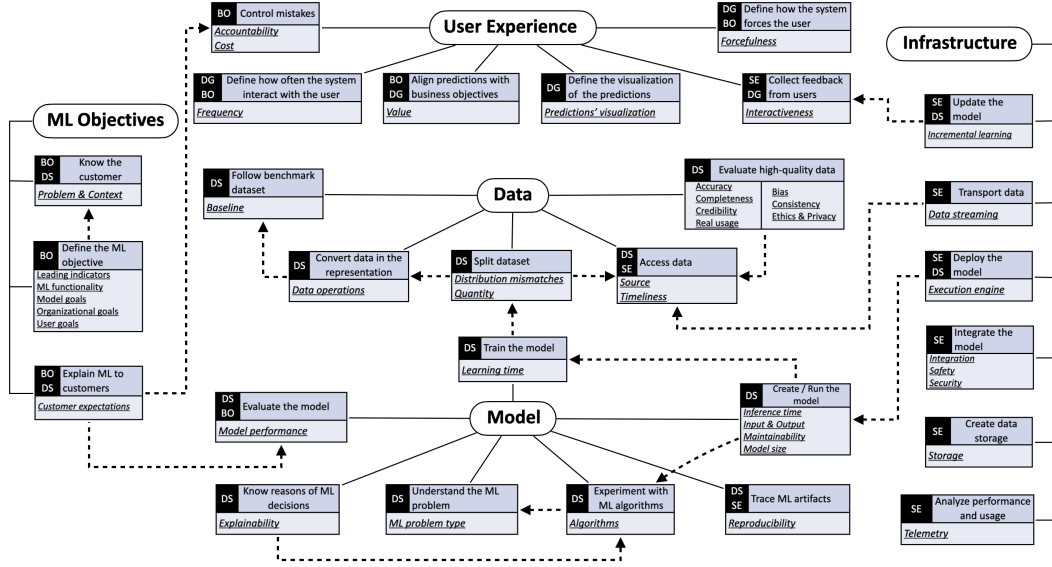 BO Control mistakes
Accountability
Cost
User Experience
DG
BO
Define how the system
forces the user
Forcefulness
Infrastructure
DG
BO
Define how often the system
interact with the user
Frequency
BO
DG
Align predictions with
business objectives
Value
DG
Define the visualization
of the predictions
Predictions' visualization
SE
DG
Collect feedback
from users
Interactiveness
SE
DS
Update the
model
Incremental learning
ML Objectives
BO
DS
Know the
customer
Problem & Context
DS
Follow benchmark
dataset
Baseline
Data
DS Evaluate high-quality data
Accuracy
Completeness
Credibility
Real usage
Bias
Consistency
Ethics & Privacy
SE Transport data
Data streaming
BO
Define the ML
objective
Leading indicators
ML functionality
Model goals
Organizational goals
User goals
DS
Convert data in the
representation
Data operations
DS Split dataset
Distribution mismatches
Quantity
DS
SE
Access data
Source
Timeliness
SE
DS
Deploy the
model
Execution engine
SE
Integrate the
model
Integration
Safety
Security
DS Train the model
Learning time
BO
DS
Explain ML to
customers
Customer expectations
DS
BO
Evaluate the model
Model performance
Model
DS
Create / Run the
model
Inference time
Input & Output
Maintainability
Model size
SE
Create data
storage
Storage
DS
Know reasons of ML
decisions
Explainability
DS
Understand the ML
problem
ML problem type
DS
Experiment with
ML algorithms
Algorithms
DS
SE
Trace ML artifacts
Reproducibility
SE
Analyze performance
and usage
Telemetry